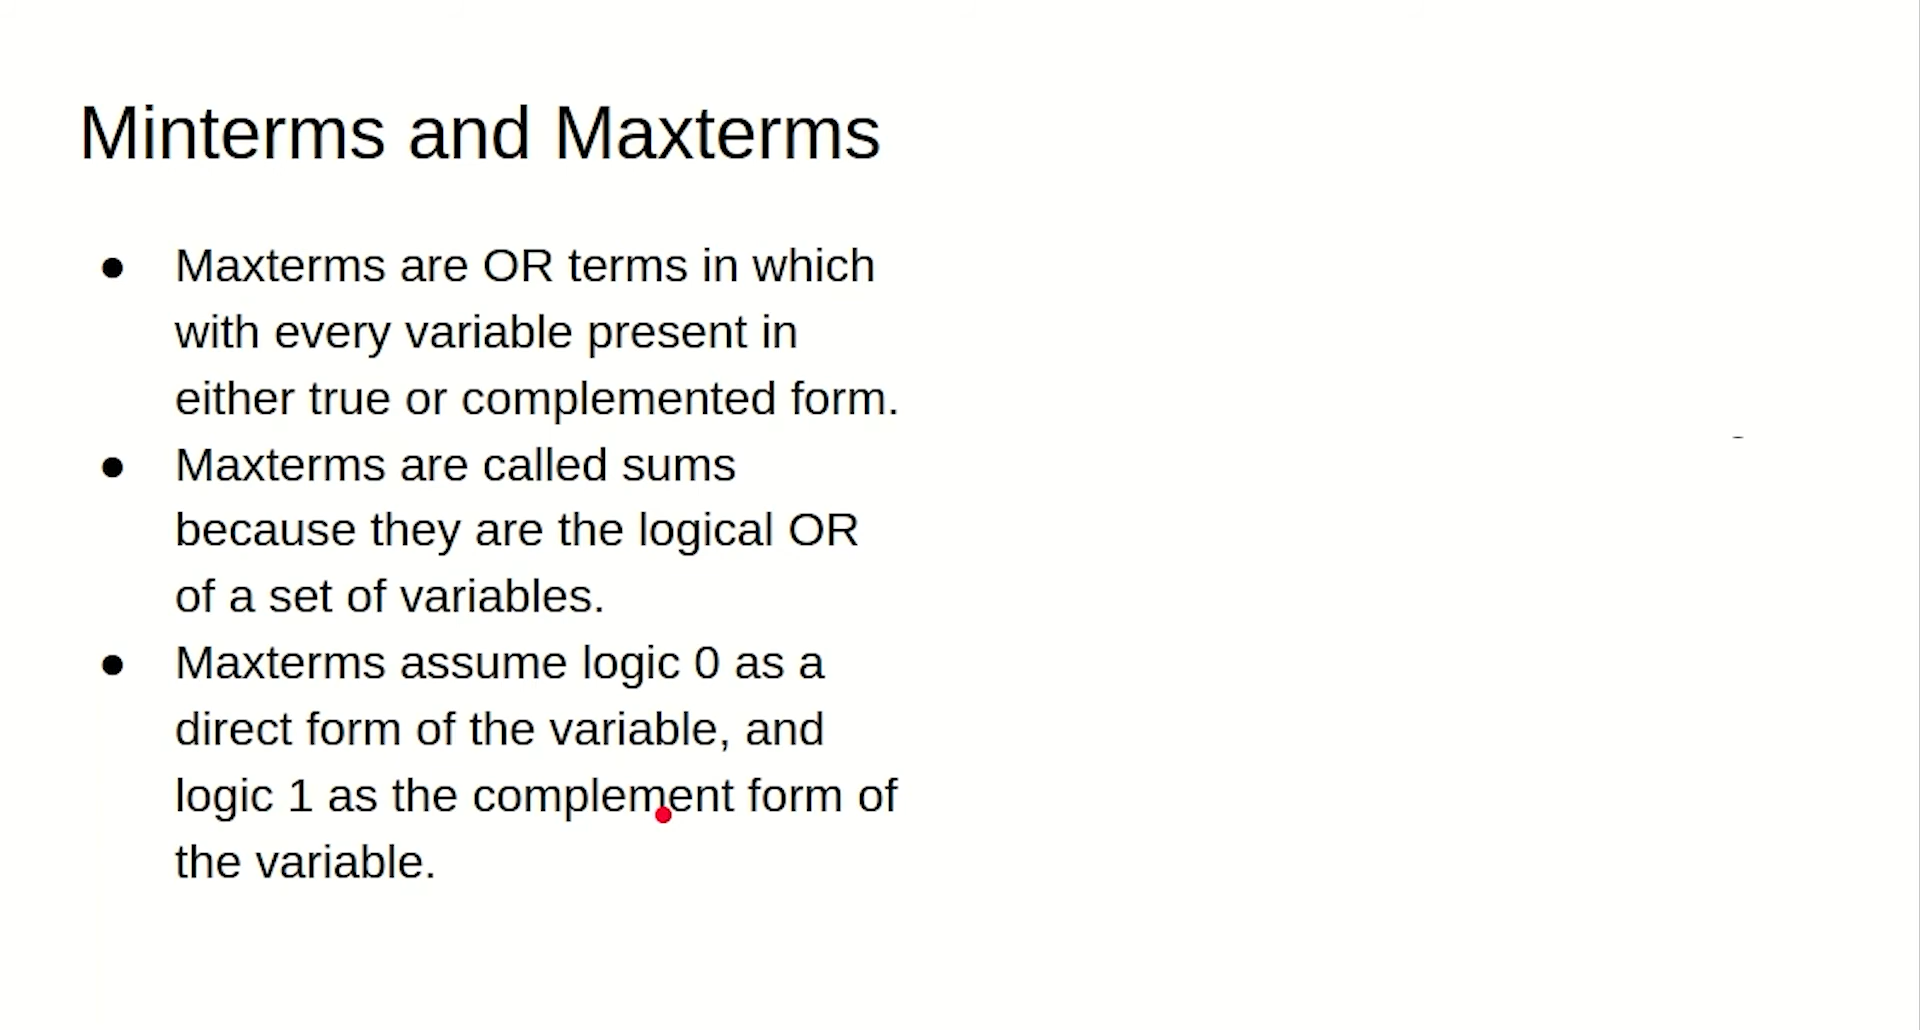 Minterms and Maxterms
● Maxterms are OR terms in which
with every variable present in
either true or complemented form.
● Maxterms are called sums
because they are the logical OR
of a set of variables.
● Maxterms assume logic 0 as a
direct form of the variable, and
logic 1 as the complement form of
the variable.